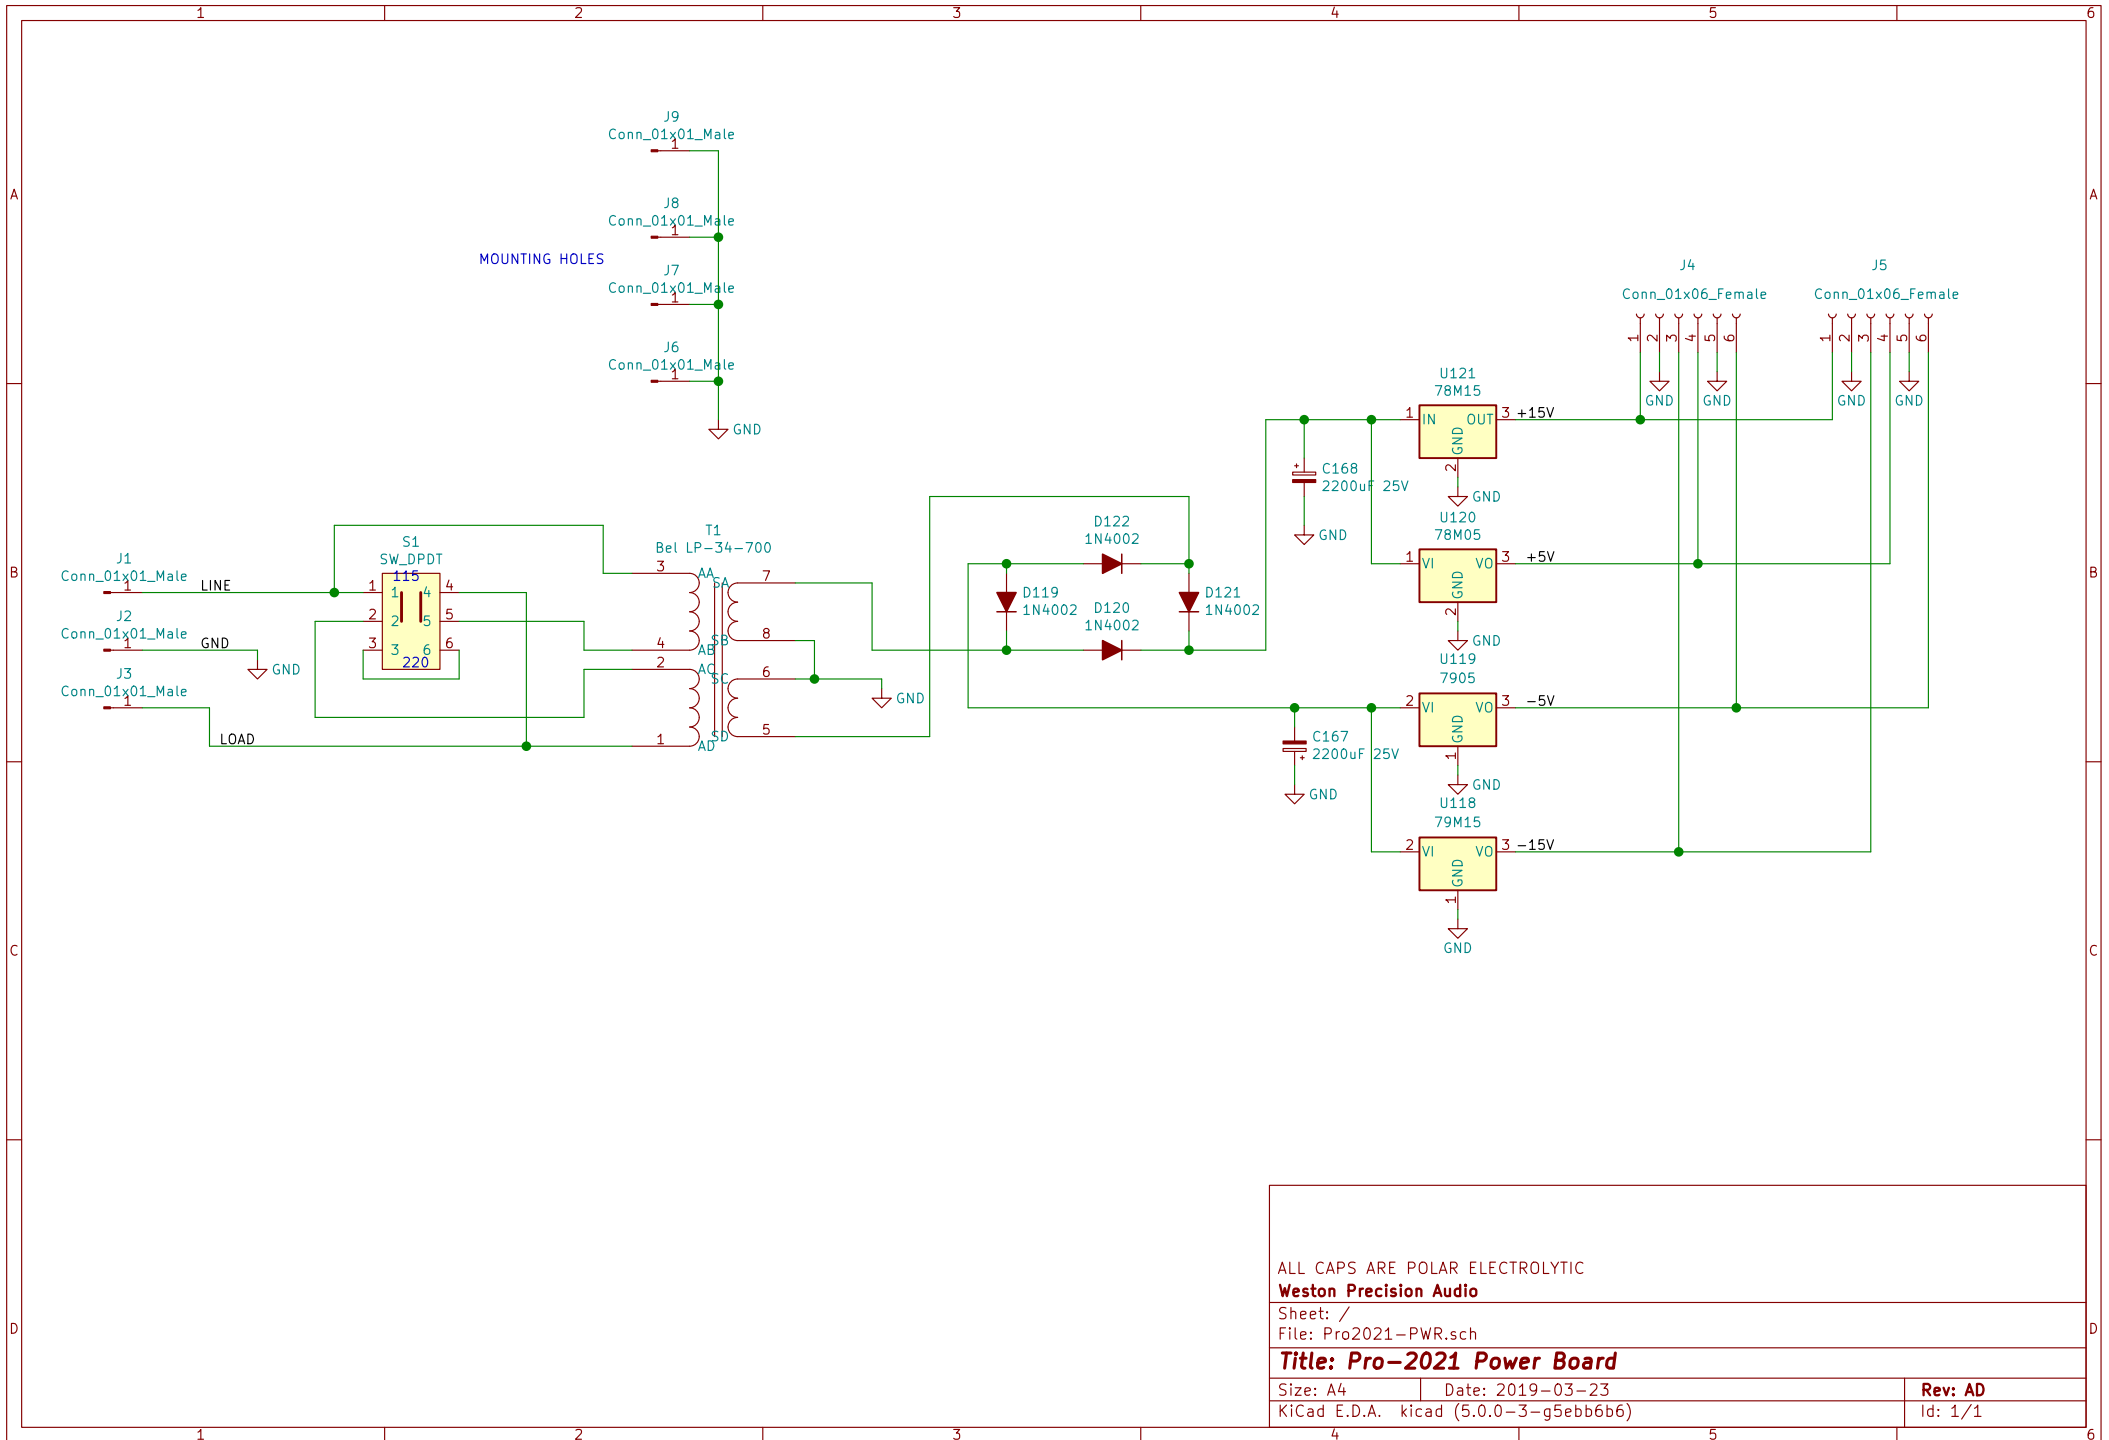 1 2 3 4 5 6
A A
B B
C C
D D
J9
Conn_01x01_Male
1
J8
Conn_01x01_Male
1
MOUNTING HOLES
J7
Conn_01x01_Male
1
J6
Conn_01x01_Male
1
GND
J1
Conn_01x01_Male
1
LINE
J2
Conn_01x01_Male
1
GND
GND
J3
Conn_01x01_Male
1
LOAD
S1
SW_DPDT
115
1 1 4 4
2 2 5 5
3 3 6 6
220
T1
Bel LP-34-700
3 AA SA 7
4 AB SB 8
2 AC SC 6
1 AD SD 5
GND
D122
1N4002
D119
1N4002
D120
1N4002
D121
1N4002
C168
2200uF 25V
GND
C167
2200uF 25V
GND
U121
78M15
1 IN OUT 3 +15V
GND
2
GND
U120
78M05
1 VI VO 3 +5V
GND
2
GND
U119
7905
2 VI VO 3 -5V
GND
1
GND
U118
79M15
2 VI VO 3 -15V
GND
1
GND
J4
Conn_01x06_Female
1 2 3 4 5 6
GND GND
J5
Conn_01x06_Female
1 2 3 4 5 6
GND GND
ALL CAPS ARE POLAR ELECTROLYTIC
Weston Precision Audio
Sheet: /
File: Pro2021-PWR.sch
Title: Pro-2021 Power Board
Size: A4 Date: 2019-03-23 Rev: AD
KiCad E.D.A. kicad (5.0.0-3-g5ebb6b6) Id: 1/1
1 2 3 4 5 6